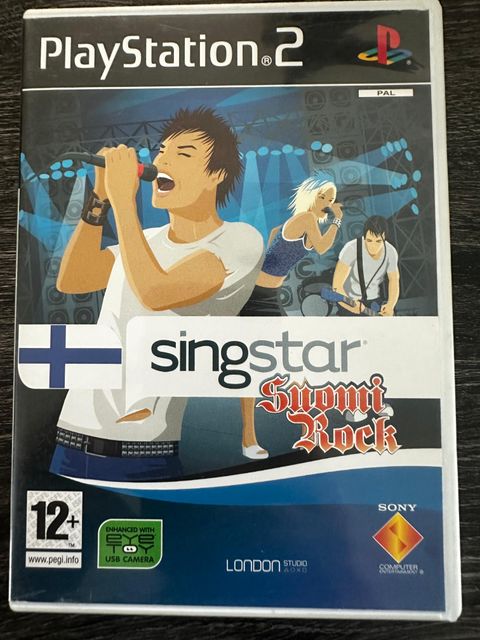 PlayStation®2
PAL
singstar®
Suomi
Rock
12+
www.pegi.info
ENHANCED WITH
EYE
TOY
USB CAMERA
LONDON STUDIO
SONY
COMPUTER
ENTERTAINMENT ®